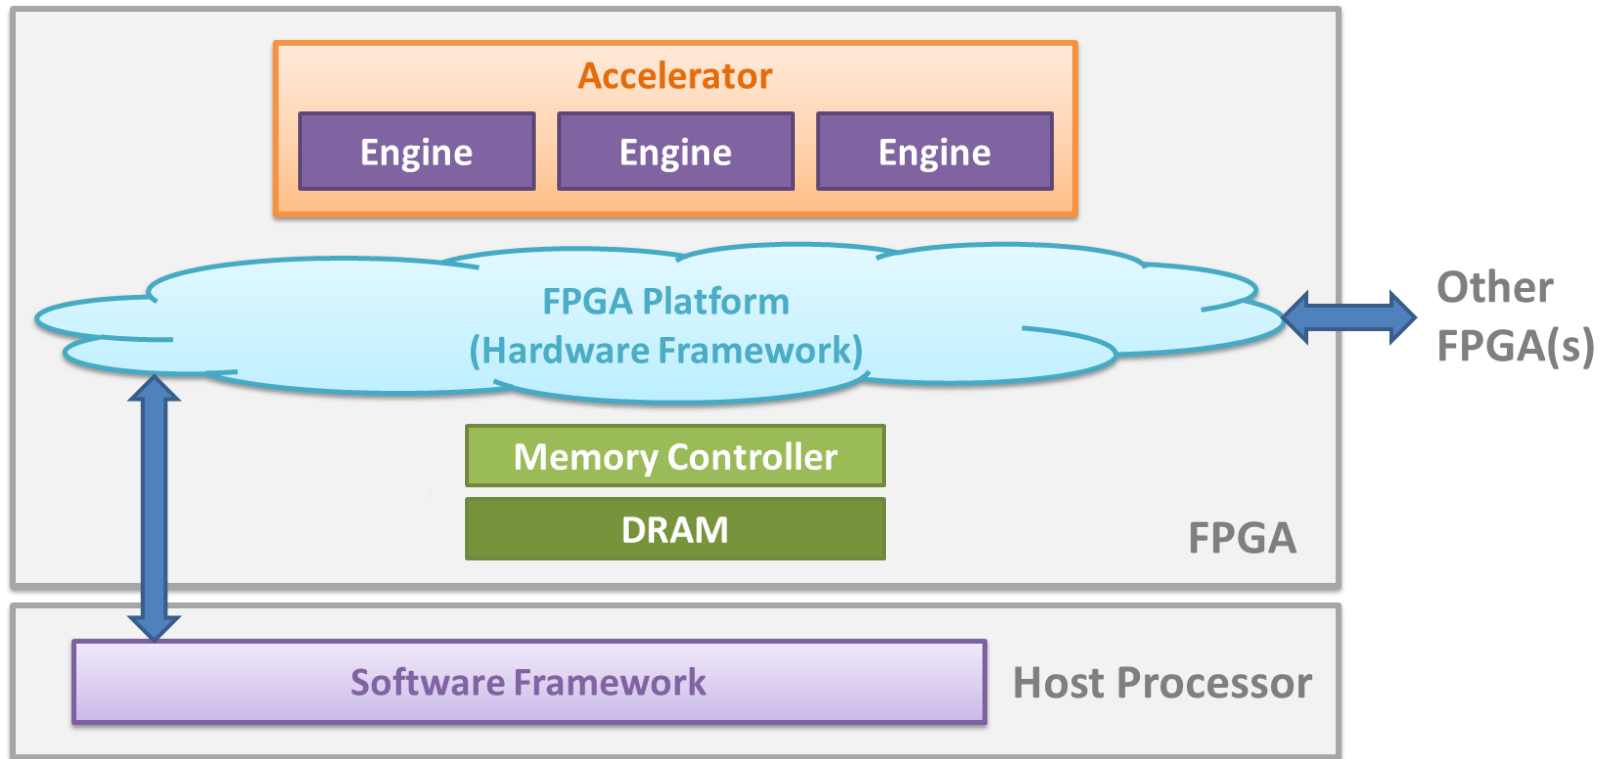 Accelerator
Engine
Engine
Engine
FPGA Platform
(Hardware Framework)
Other
FPGA(s)
Memory Controller
DRAM
FPGA
Software Framework
Host Processor